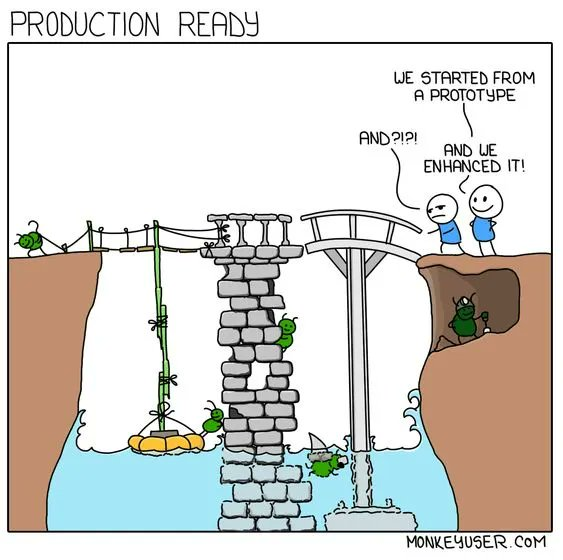 PRODUCTION READY
WE STARTED FROM
A PROTOTYPE
AND?!?!
AND WE
ENHANCED IT!
MONKEYUSER.COM